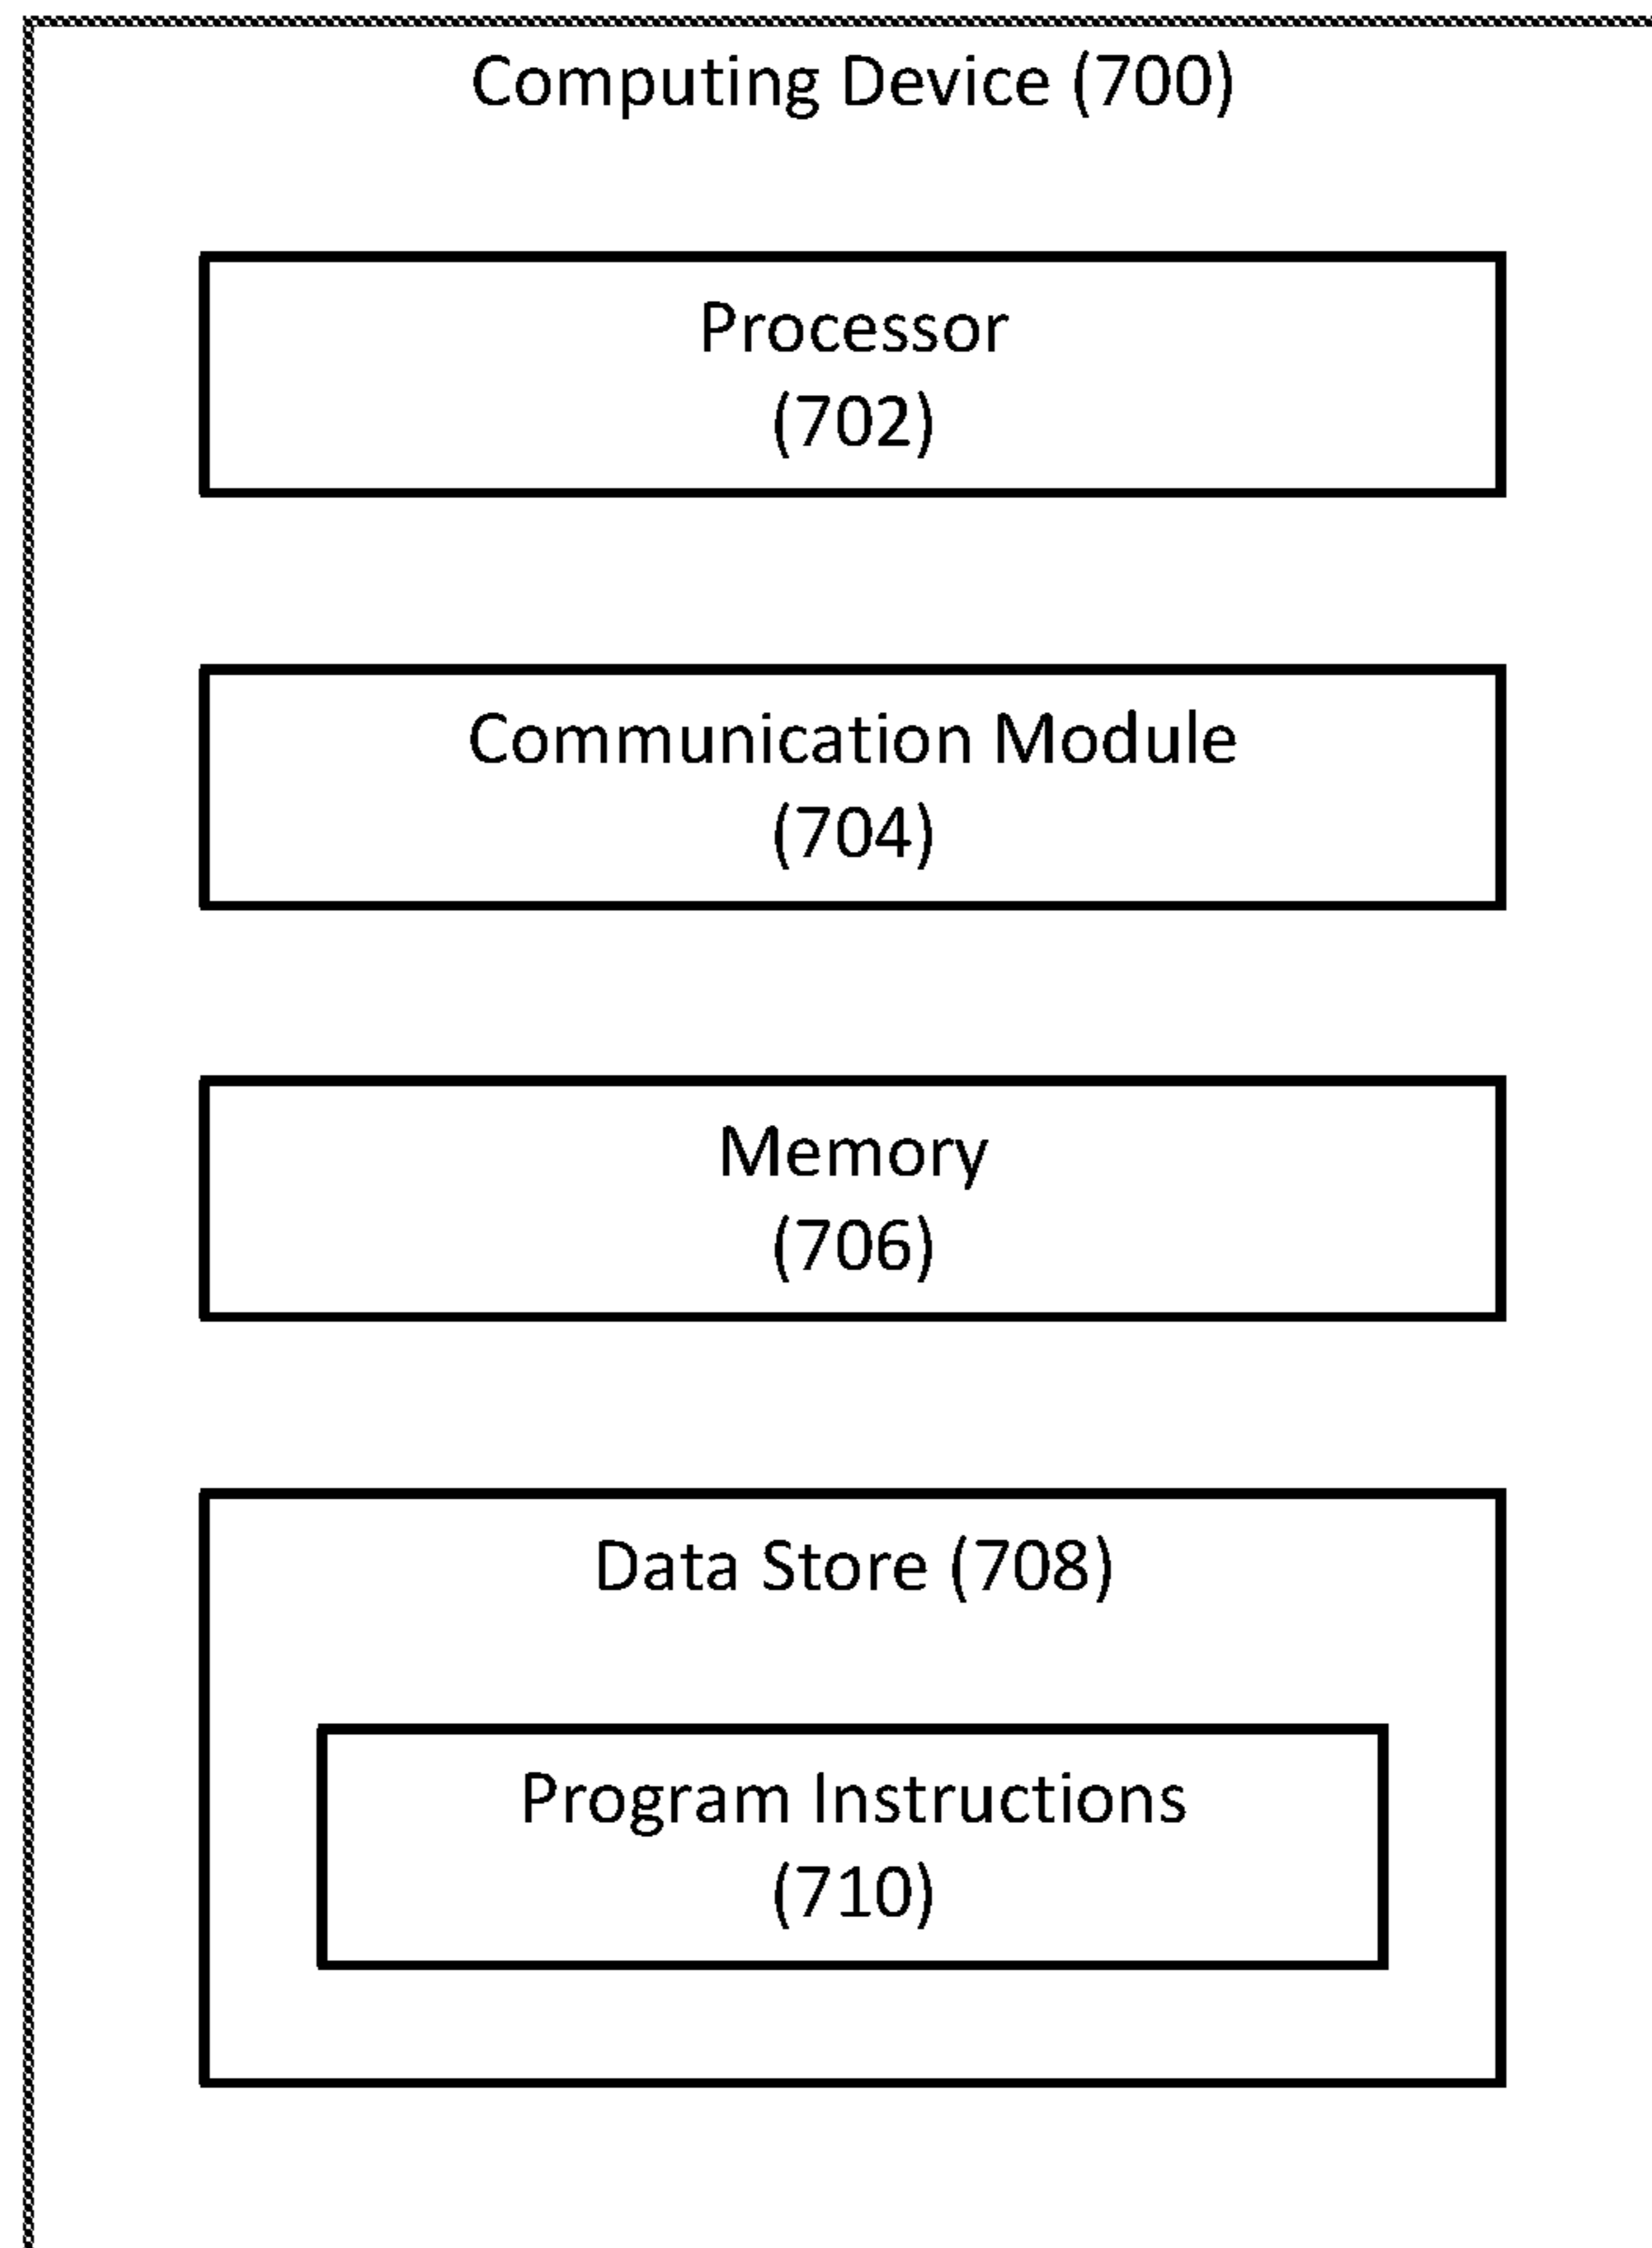 Computing Device (700)
Processor
(702)
Communication Module
(704)
Memory
(706)
Data Store (708)
Program Instructions
(710)